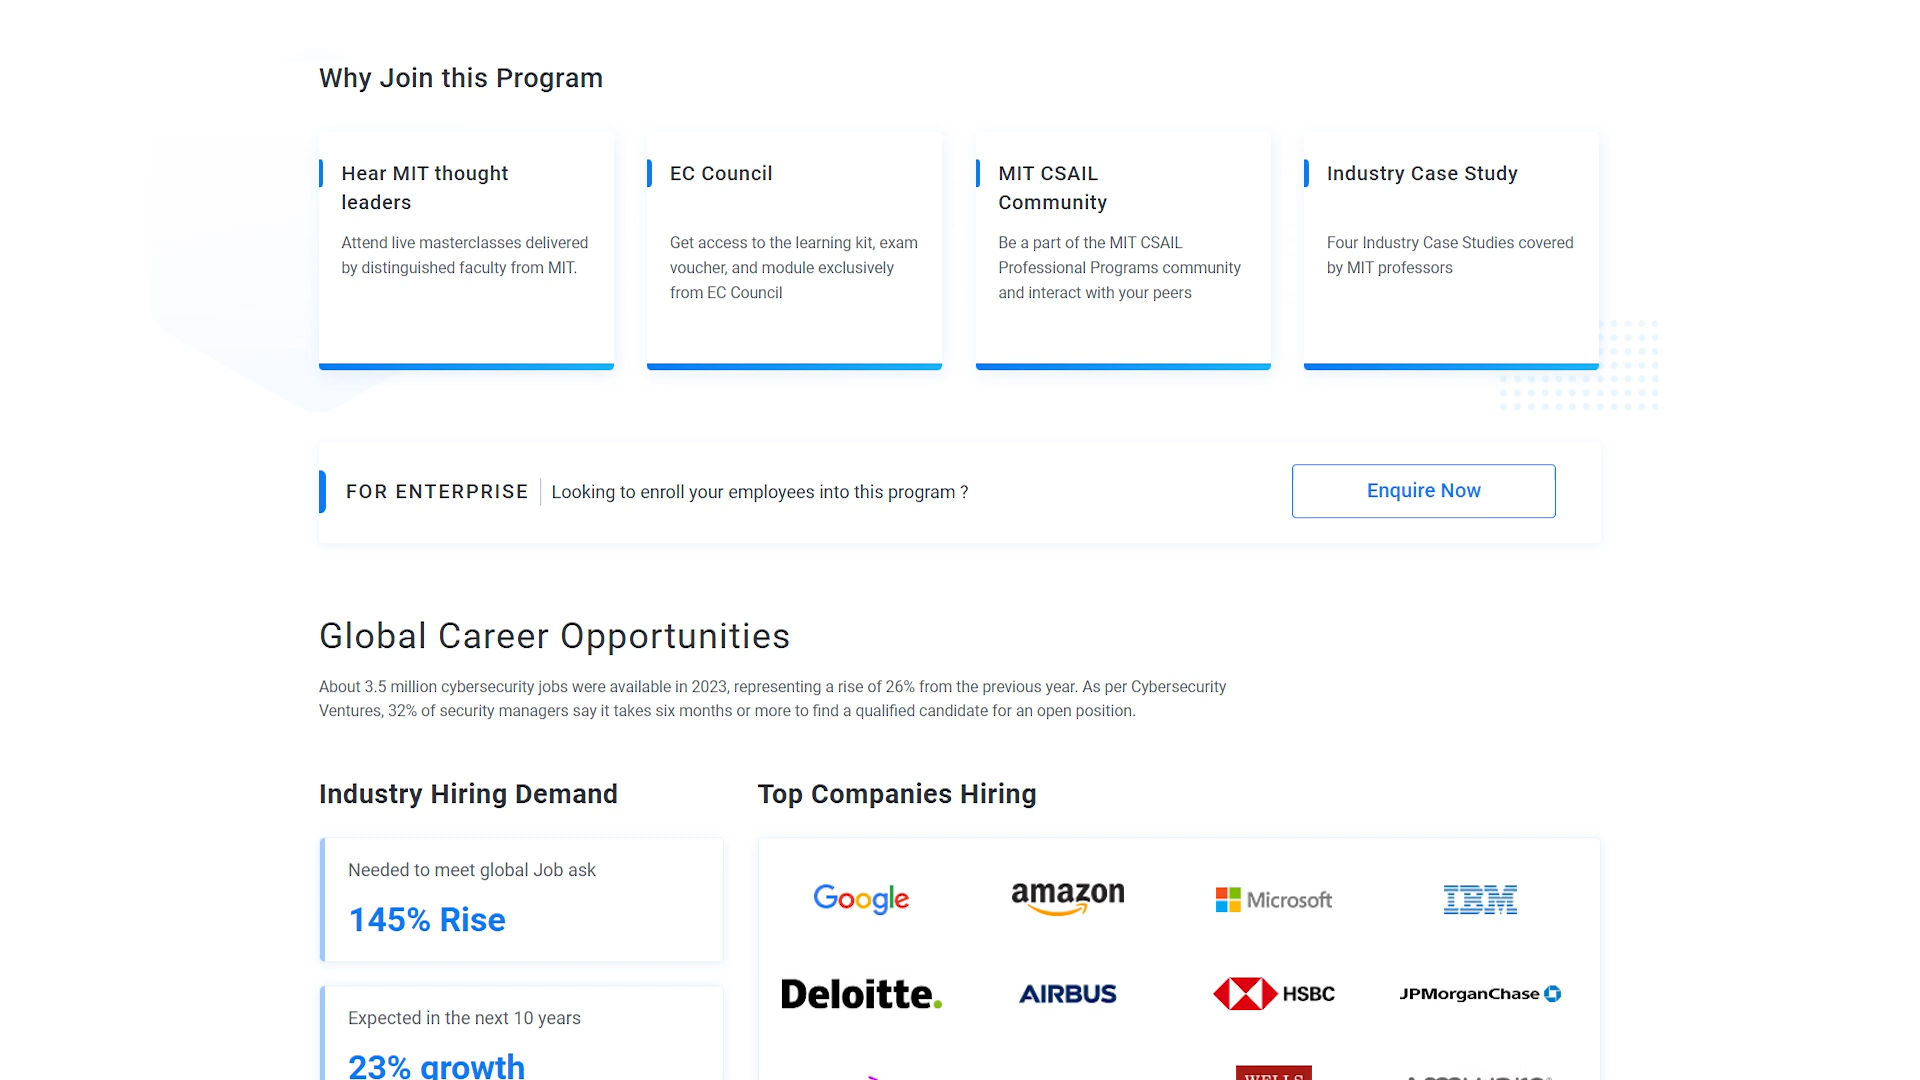 Why Join this Program
Hear MIT thought
leaders
Attend live masterclasses delivered
by distinguished faculty from MIT.
EC Council
Get access to the learning kit, exam
voucher, and module exclusively
from EC Council
MIT CSAIL
Community
Be a part of the MIT CSAIL
Professional Programs community
and interact with your peers
Industry Case Study
Four Industry Case Studies covered
by MIT professors
FOR ENTERPRISE Looking to enroll your employees into this program ?
Enquire Now
Global Career Opportunities
About 3.5 million cybersecurity jobs were available in 2023, representing a rise of 26% from the previous year. As per Cybersecurity
Ventures, 32% of security managers say it takes six months or more to find a qualified candidate for an open position.
Industry Hiring Demand
Needed to meet global Job ask
145% Rise
Expected in the next 10 years
23% growth
Top Companies Hiring
Google amazon Microsoft IBM
Deloitte. AIRBUS HSBC JPMorganChase
WELLS